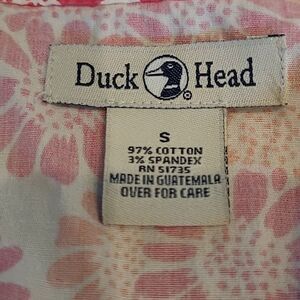 Duck Head
S
97% COTTON
3% SPANDEX
RN 51735
MADE IN GUATEMALA
OVER FOR CARE